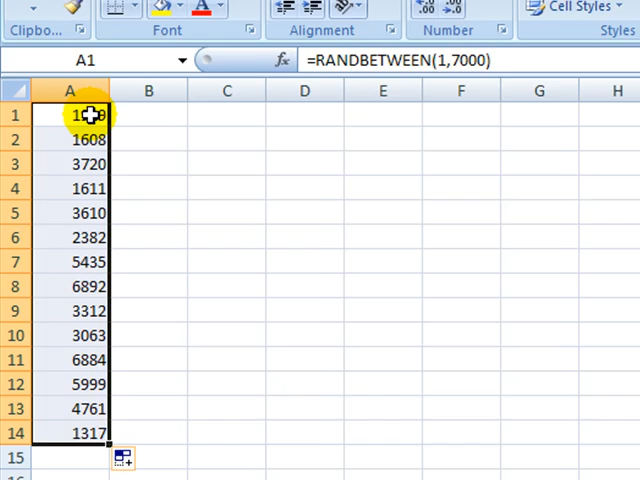 Cell Styles
Clipbo...
Font
Alignment
Number
Styles
A1
fx
=RANDBETWEEN(1,7000)
A B C D E F G H
1
2 1608
3 3720
4 1611
5 3610
6 2382
7 5435
8 6892
9 3312
10 3063
11 6884
12 5999
13 4761
14 1317
15